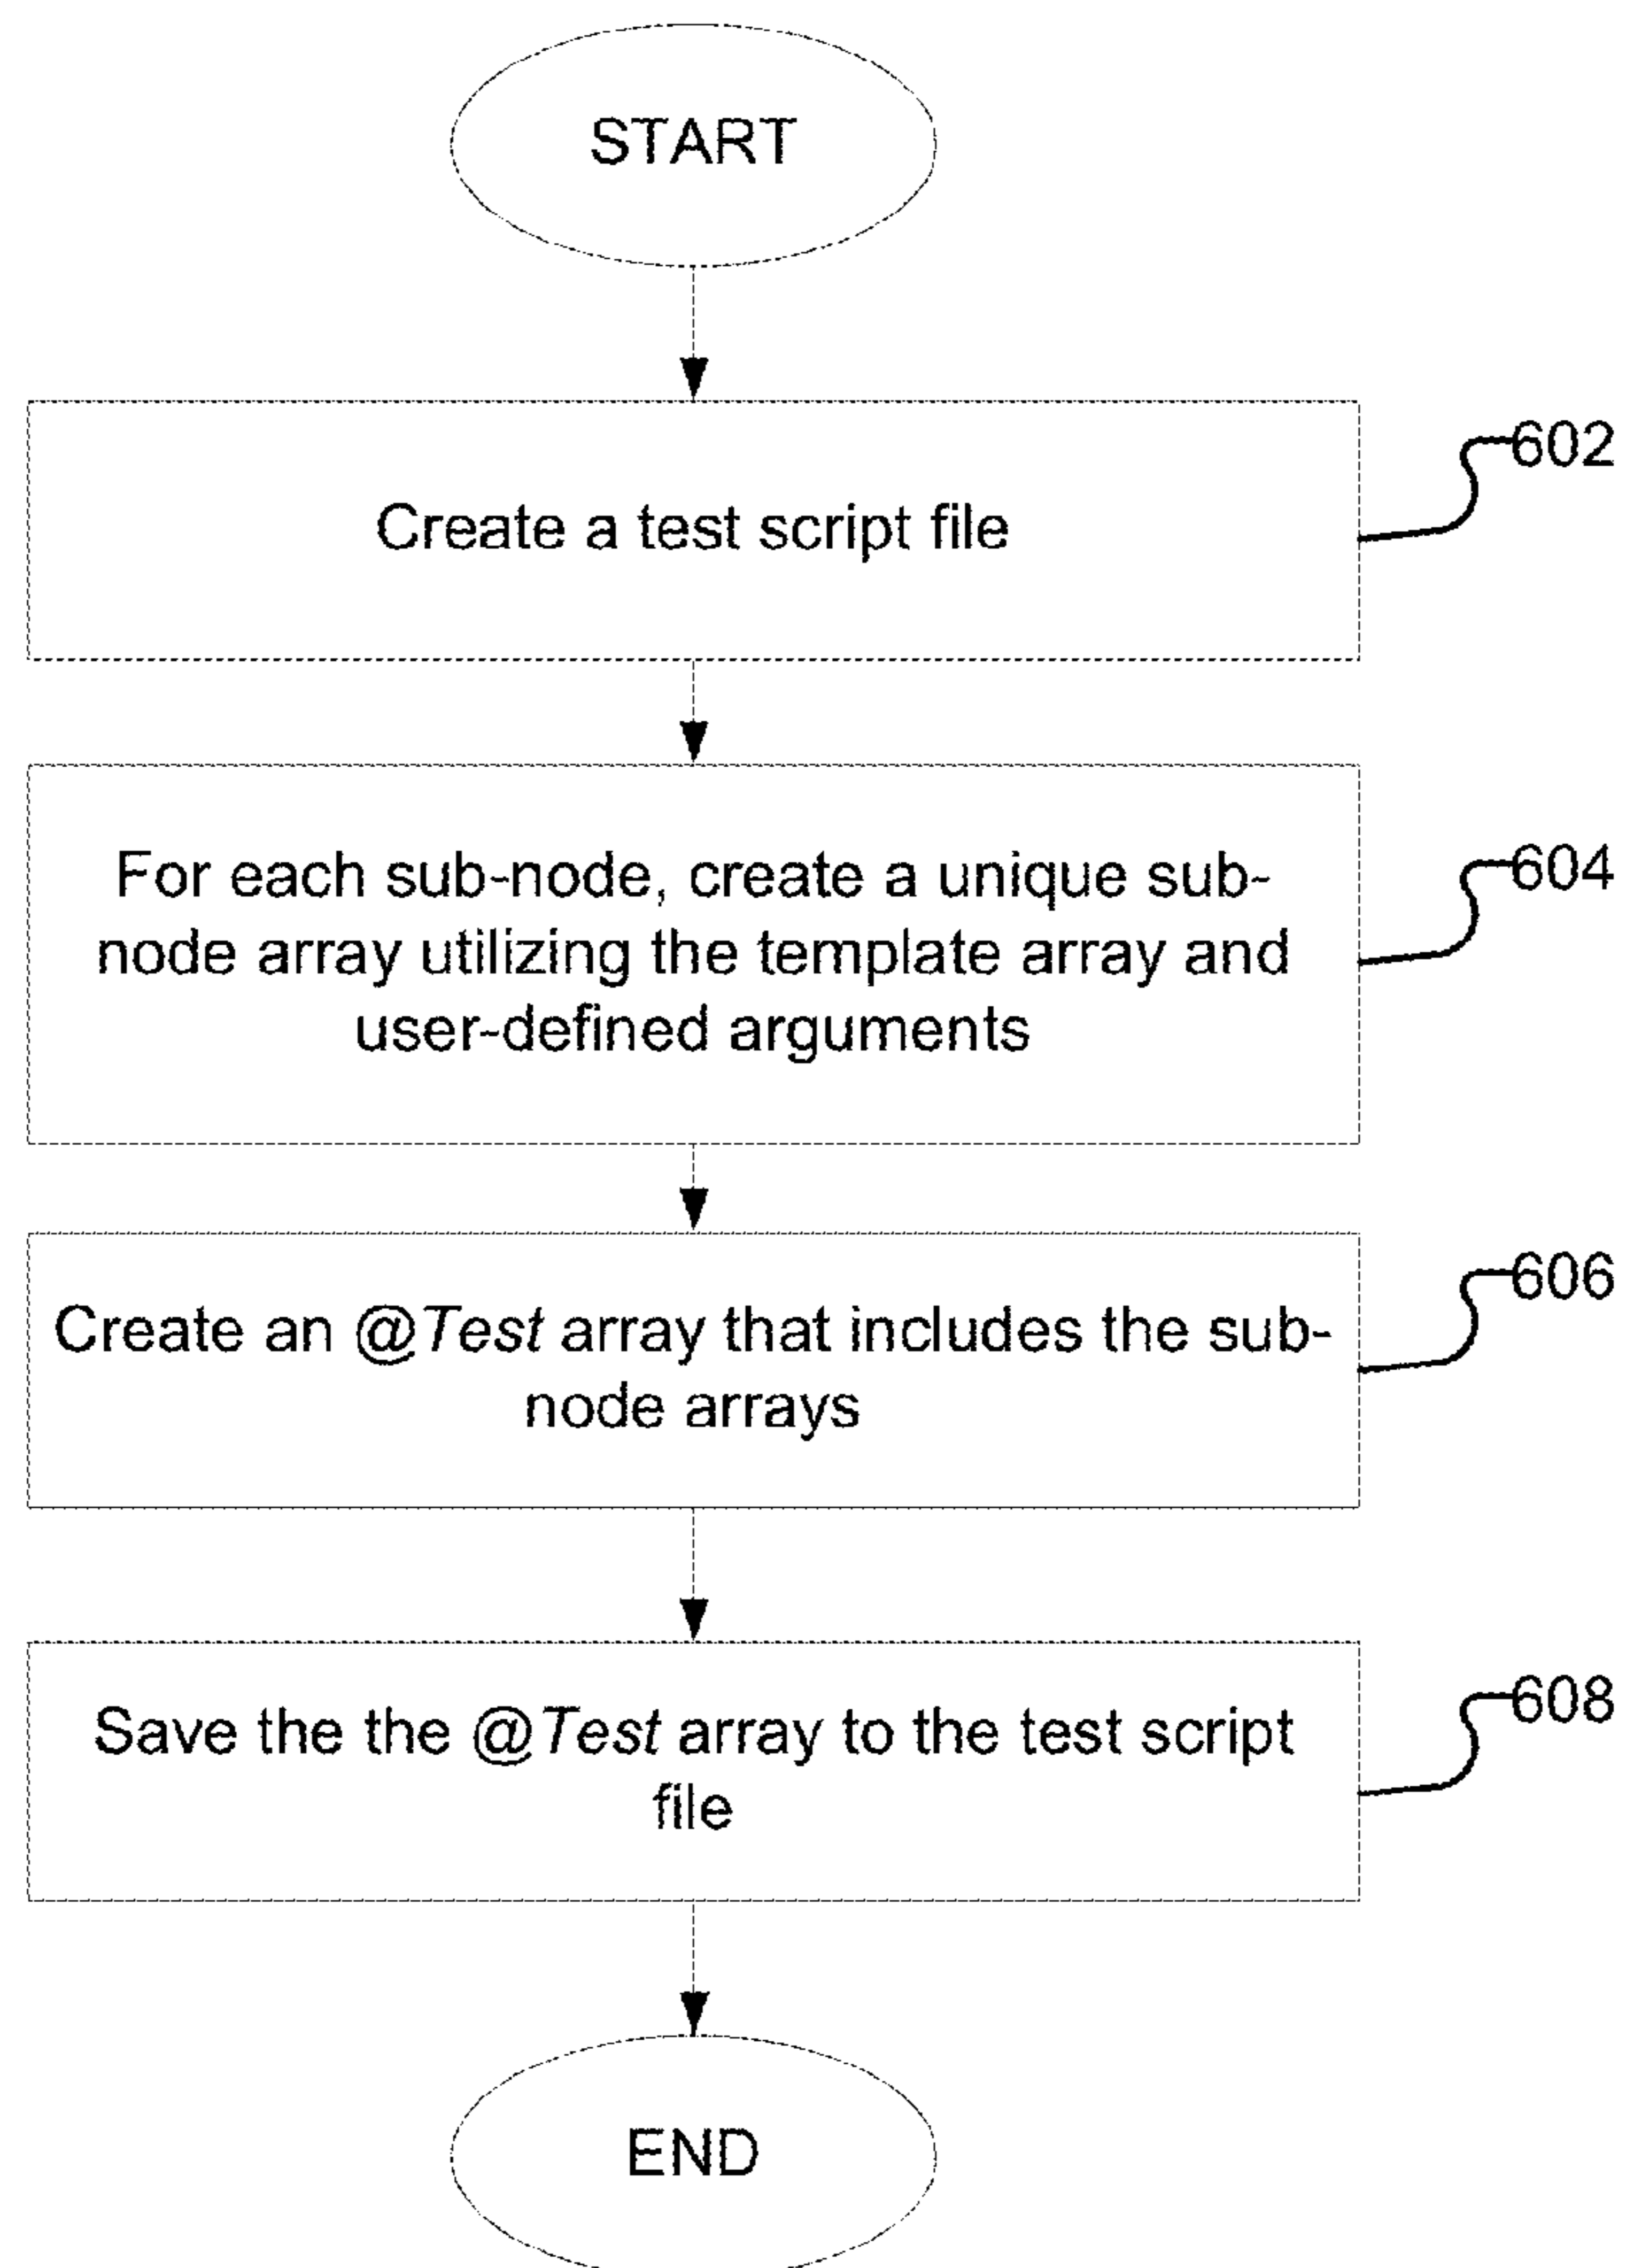 START
602
Create a test script file
604
For each sub-node, create a unique sub-
node array utilizing the template array and
user-defined arguments
606
Create an @Test array that includes the sub-
node arrays
608
Save the the @Test array to the test script
file
END